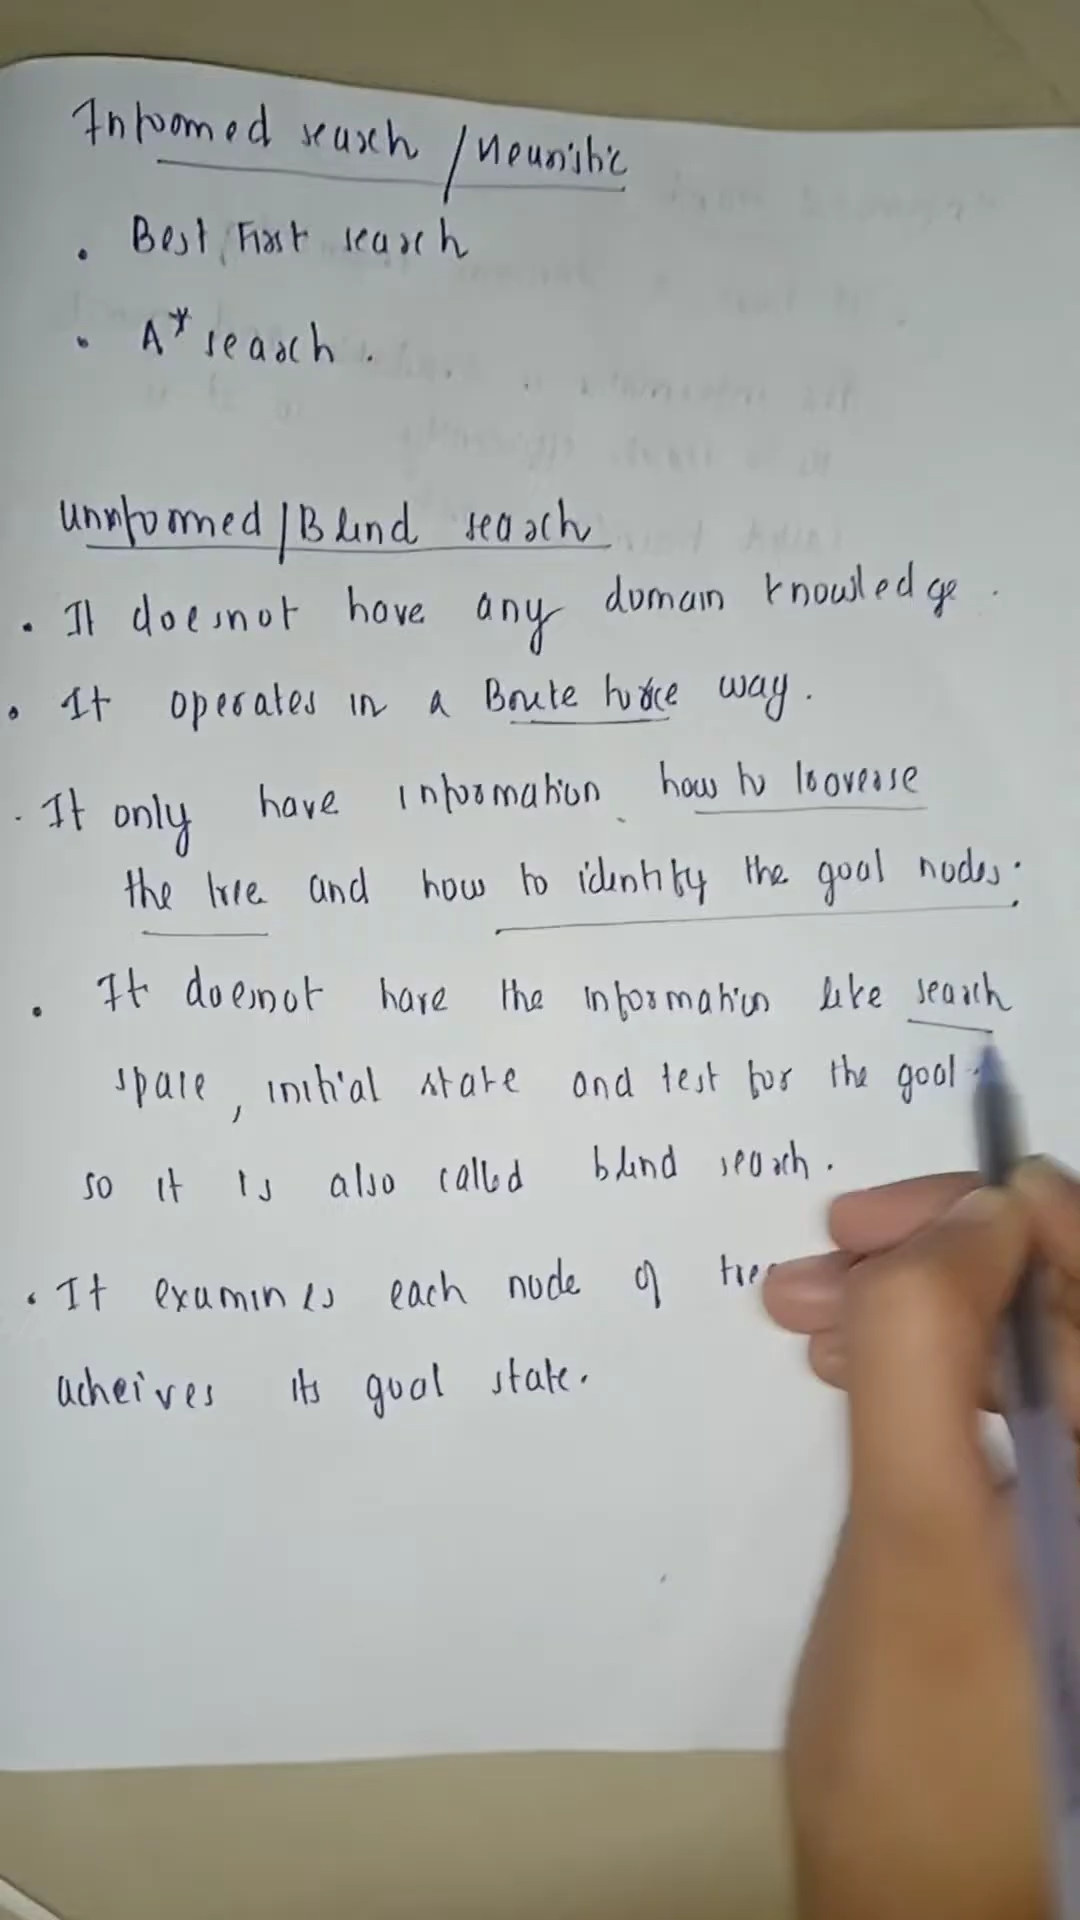 Informed search / Heuristic
. Best First search
. A* search.
Uninformed / Blind search
. It doesnot have any domain knowledge.
. It operates in a Brute force way.
. It only have information how to traverse
the tree and how to identify the goal nodes.
. It doesnot have the information like search
space, initial state and test for the goal.
so it is also called blind search.
. It examines each node of tree
acheives its goal state.